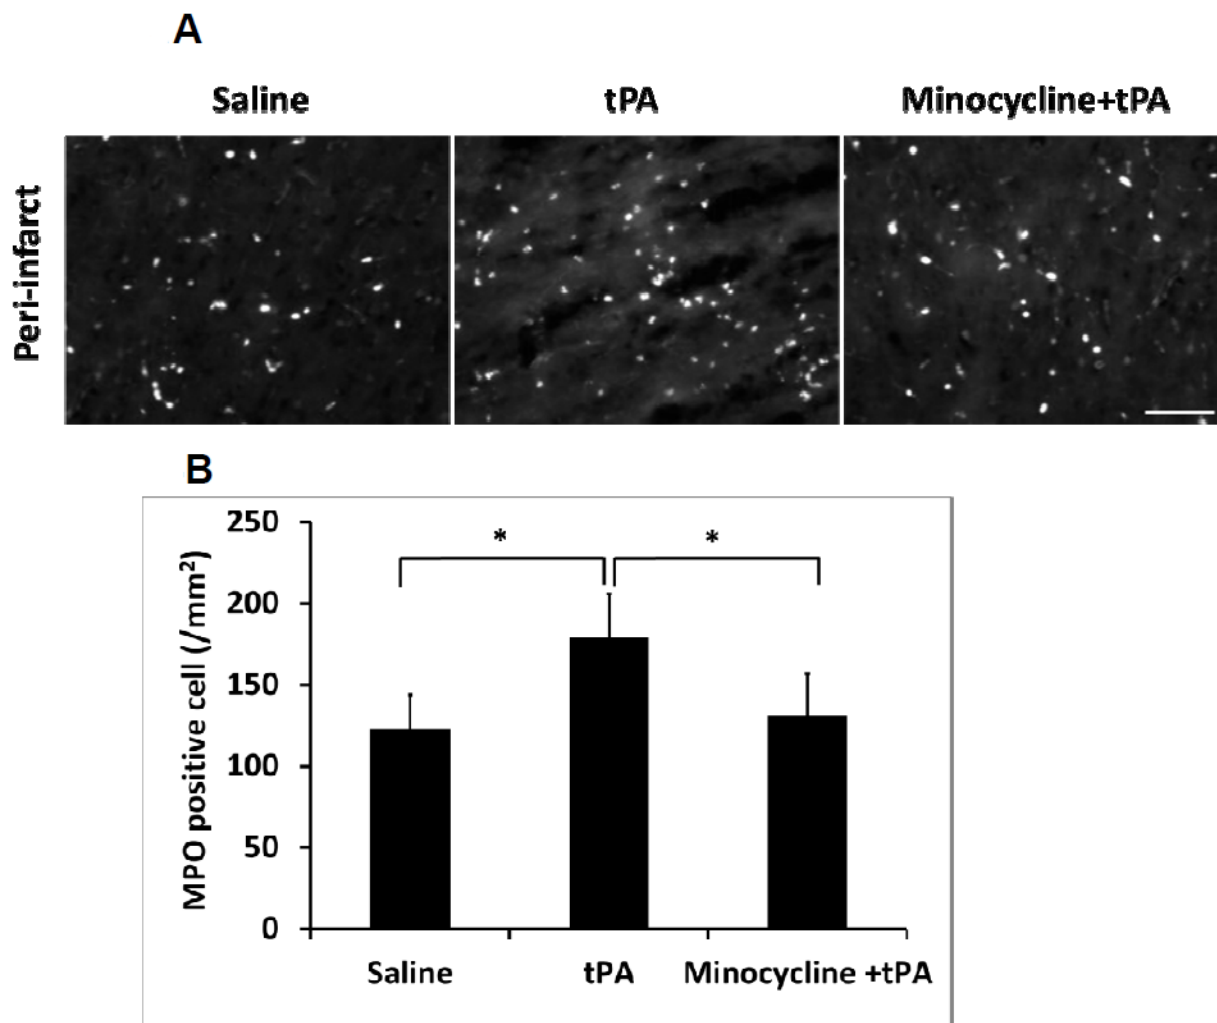 A
Saline tPA Minocycline+tPA
Peri-infarct
B
250
200
150
100
50
0
MPO positive cell (/mm²)
* *
Saline tPA Minocycline +tPA